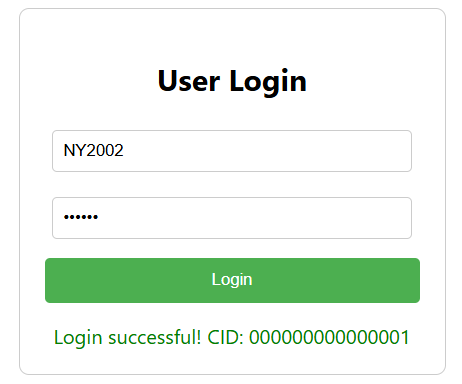 User Login
NY2002
••••••
Login
Login successful! CID: 000000000000001